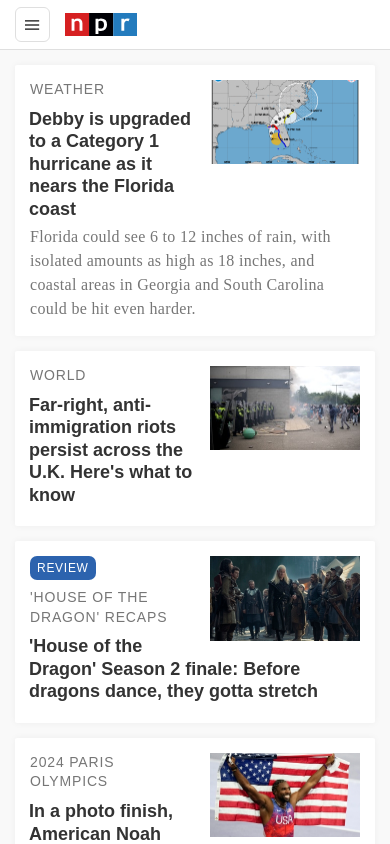 npr
WEATHER
Debby is upgraded
to a Category 1
hurricane as it
nears the Florida
coast
Florida could see 6 to 12 inches of rain, with
isolated amounts as high as 18 inches, and
coastal areas in Georgia and South Carolina
could be hit even harder.
WORLD
Far-right, anti-
immigration riots
persist across the
U.K. Here's what to
know
REVIEW
'HOUSE OF THE
DRAGON' RECAPS
'House of the
Dragon' Season 2 finale: Before
dragons dance, they gotta stretch
2024 PARIS
OLYMPICS
In a photo finish,
American Noah
USA